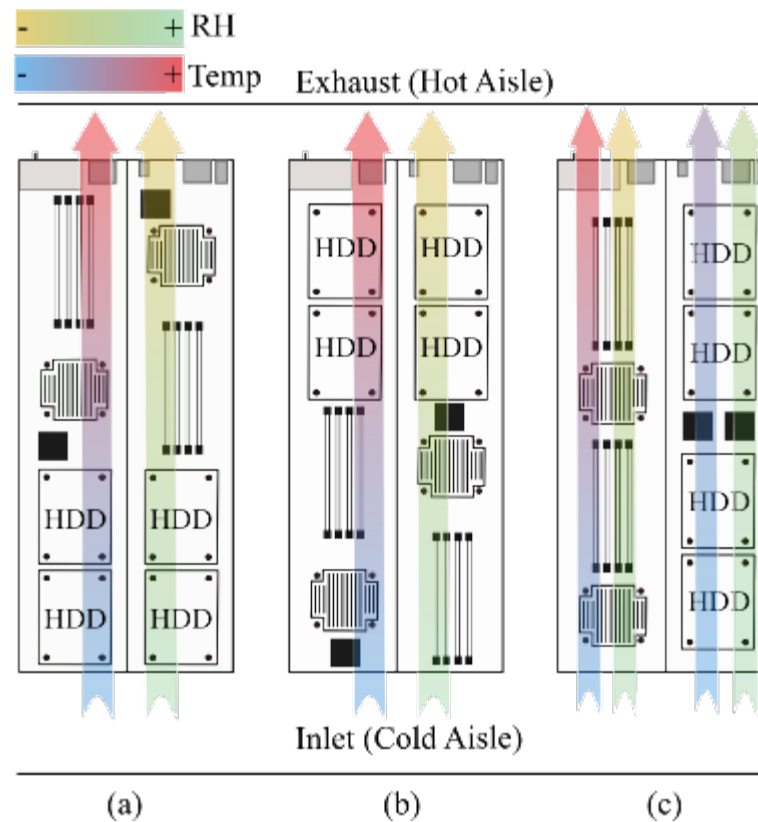 - + RH
- + Temp
Exhaust (Hot Aisle)
HDD HDD HDD
HDD HDD HDD
HDD HDD HDD
HDD HDD HDD
Inlet (Cold Aisle)
(a) (b) (c)